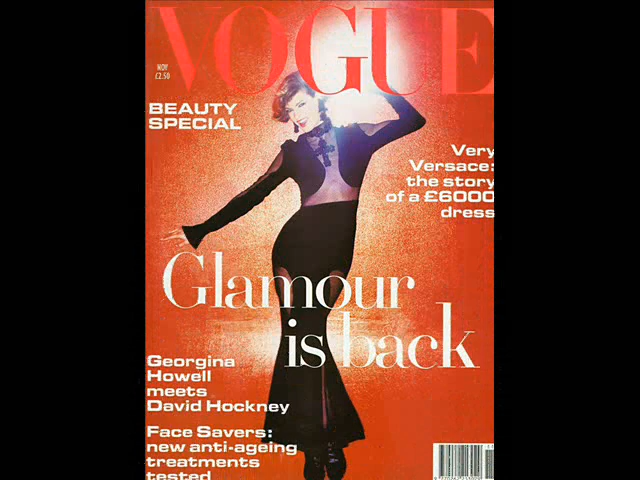 VOGUE
NOV
£2.50
BEAUTY
SPECIAL
Very
Versace:
the story
of a £6000
dress
Glamour
is back
Georgina
Howell
meets
David Hockney
Face Savers:
new anti-ageing
treatments
tested